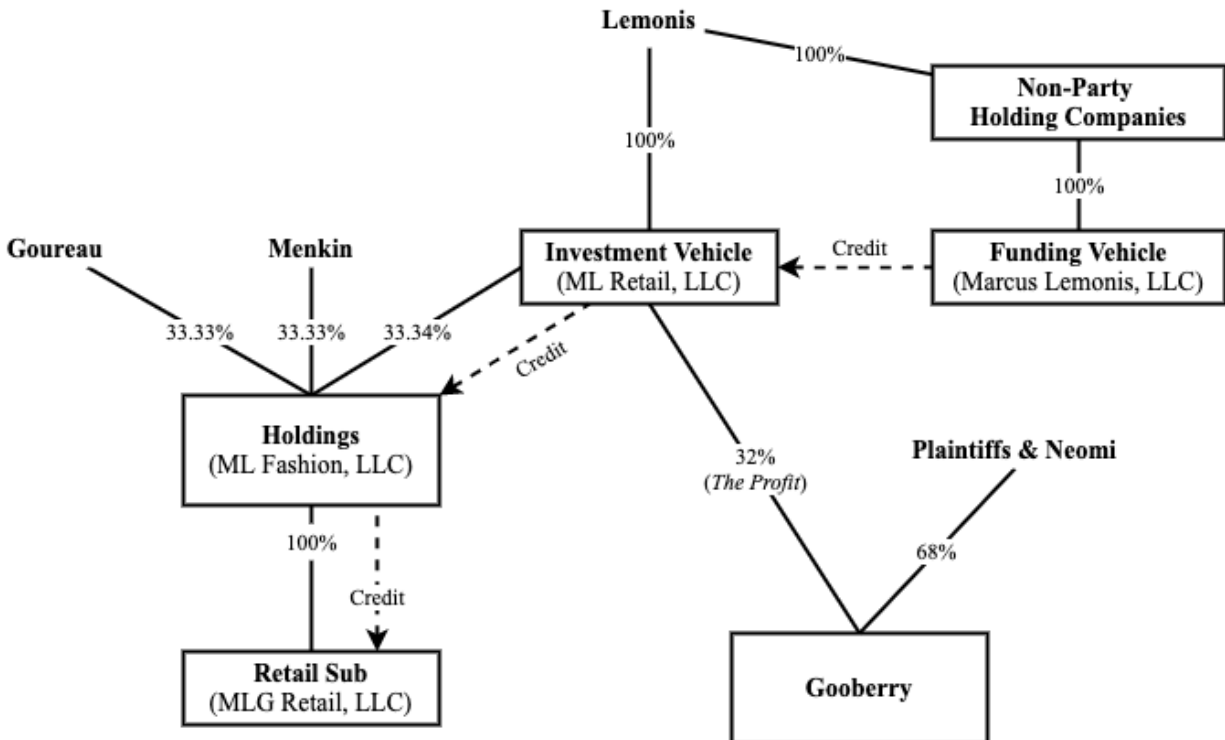 Lemonis
100%
Non-Party
Holding Companies
100%
100%
Goureau
Menkin
Investment Vehicle
(ML Retail, LLC)
Credit
Funding Vehicle
(Marcus Lemonis, LLC)
33.33%
33.33%
33.34%
Credit
Holdings
(ML Fashion, LLC)
32%
(The Profit)
Plaintiffs & Neomi
100%
68%
Credit
Retail Sub
(MLG Retail, LLC)
Gooberry